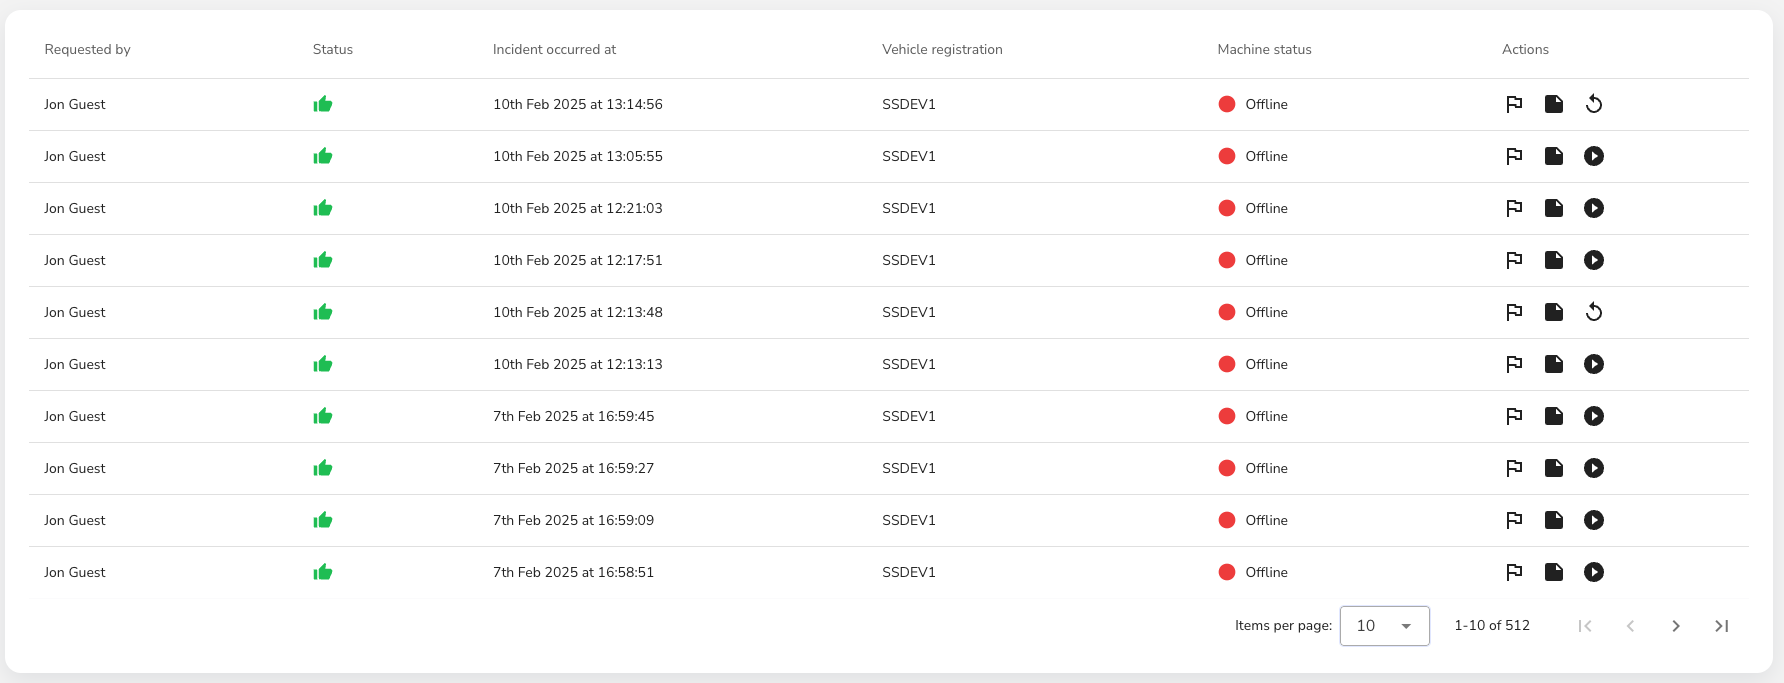 Requested by Status Incident occurred at Vehicle registration Machine status Actions
Jon Guest 10th Feb 2025 at 13:14:56 SSDEV1 Offline
Jon Guest 10th Feb 2025 at 13:05:55 SSDEV1 Offline
Jon Guest 10th Feb 2025 at 12:21:03 SSDEV1 Offline
Jon Guest 10th Feb 2025 at 12:17:51 SSDEV1 Offline
Jon Guest 10th Feb 2025 at 12:13:48 SSDEV1 Offline
Jon Guest 10th Feb 2025 at 12:13:13 SSDEV1 Offline
Jon Guest 7th Feb 2025 at 16:59:45 SSDEV1 Offline
Jon Guest 7th Feb 2025 at 16:59:27 SSDEV1 Offline
Jon Guest 7th Feb 2025 at 16:59:09 SSDEV1 Offline
Jon Guest 7th Feb 2025 at 16:58:51 SSDEV1 Offline
Items per page: 10 1-10 of 512